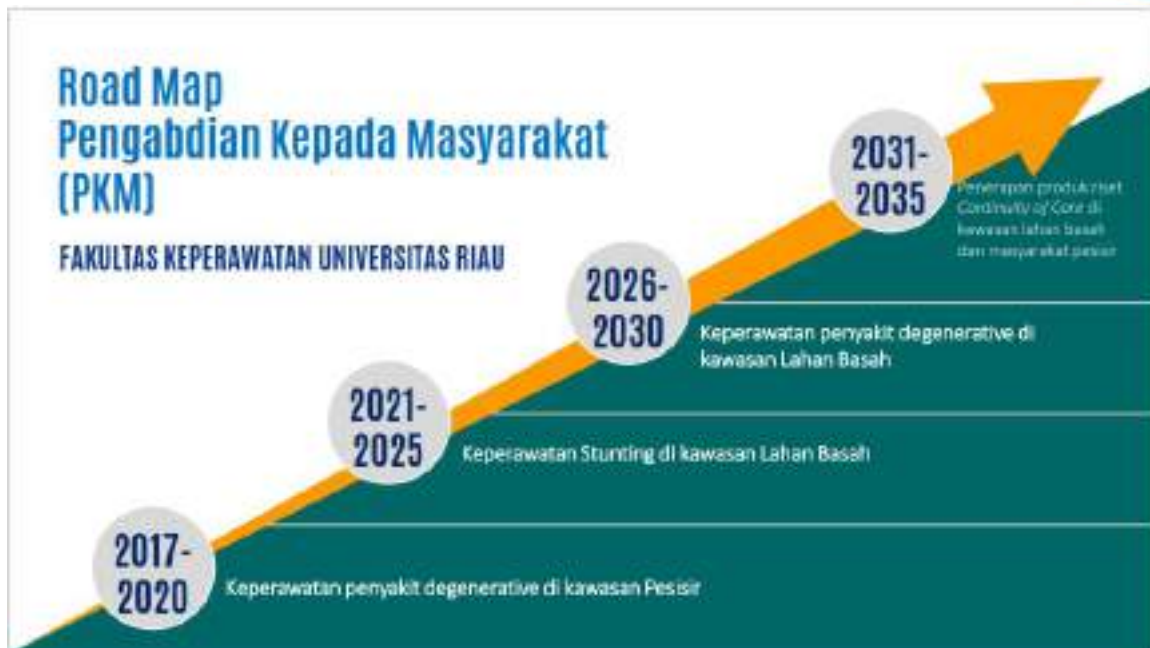 Road Map
Pengabdian Kepada Masyarakat
(PKM)
FAKULTAS KEPERAWATAN UNIVERSITAS RIAU
2031-
2035
Penerapan produk riset
Continuity of Care di
kawasan lahan basah
dan masyarakat pesisir
2026-
2030
Keperawatan penyakit degenerative di
kawasan Lahan Basah
2021-
2025
Keperawatan Stunting di kawasan Lahan Basah
2017-
2020
Keperawatan penyakit degenerative di kawasan Pesisir